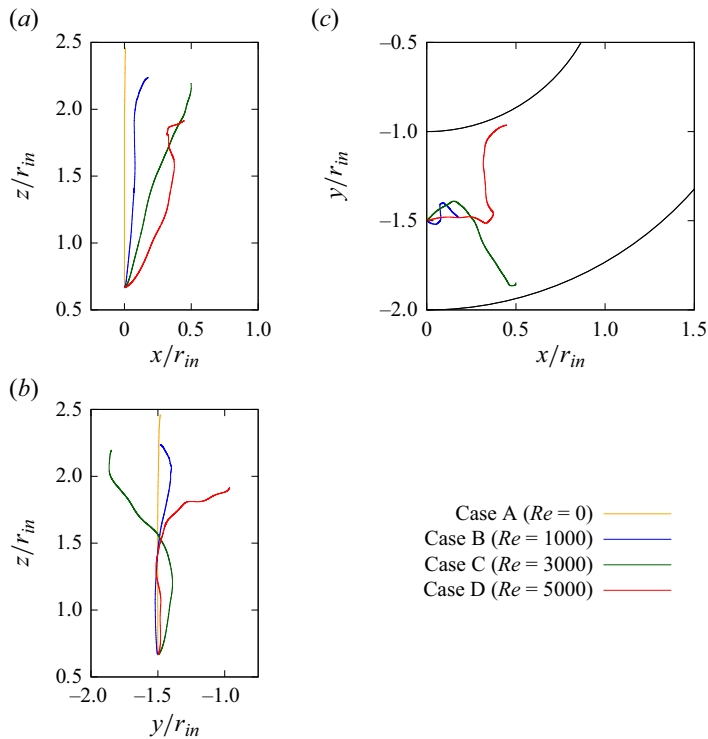 (a)
2.5
2.0
1.5
1.0
0.5
z/r_in
0 0.5 1.0
x/r_in
(c)
–0.5
–1.0
–1.5
–2.0
y/r_in
0 0.5 1.0 1.5
x/r_in
(b)
2.5
2.0
1.5
1.0
0.5
z/r_in
–2.0 –1.5 –1.0
y/r_in
Case A (Re = 0)
Case B (Re = 1000)
Case C (Re = 3000)
Case D (Re = 5000)